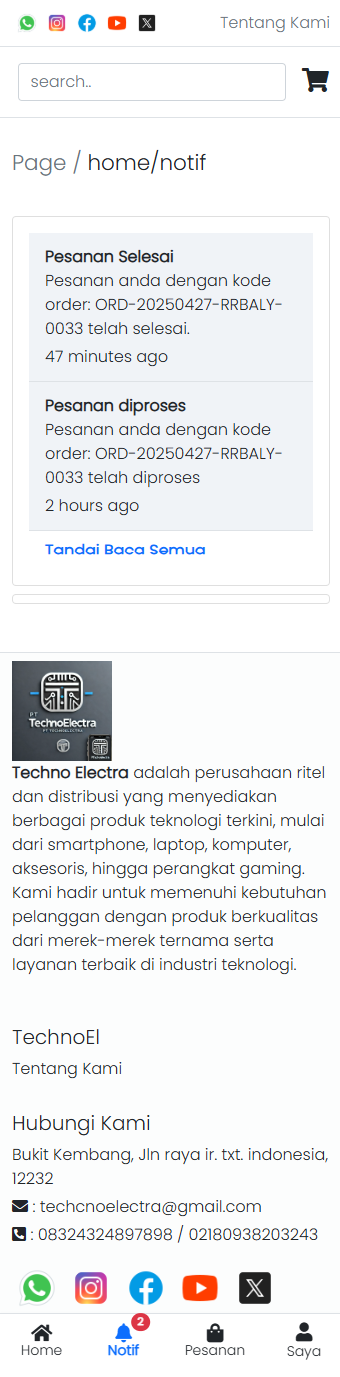 Tentang Kami
search..
Page / home/notif
Pesanan Selesai
Pesanan anda dengan kode
order: ORD-20250427-RRBALY-
0033 telah selesai.
47 minutes ago
Pesanan diproses
Pesanan anda dengan kode
order: ORD-20250427-RRBALY-
0033 telah diproses
2 hours ago
Tandai Baca Semua
PT
TechnoElectra
PT TECHNOELECTRA
Techno Electra adalah perusahaan ritel
dan distribusi yang menyediakan
berbagai produk teknologi terkini, mulai
dari smartphone, laptop, komputer,
aksesoris, hingga perangkat gaming.
Kami hadir untuk memenuhi kebutuhan
pelanggan dengan produk berkualitas
dari merek-merek ternama serta
layanan terbaik di industri teknologi.
TechnoEl
Tentang Kami
Hubungi Kami
Bukit Kembang, Jln raya ir. txt. indonesia,
12232
: techcnoelectra@gmail.com
: 08324324897898 / 02180938203243
2
Home Notif Pesanan Saya